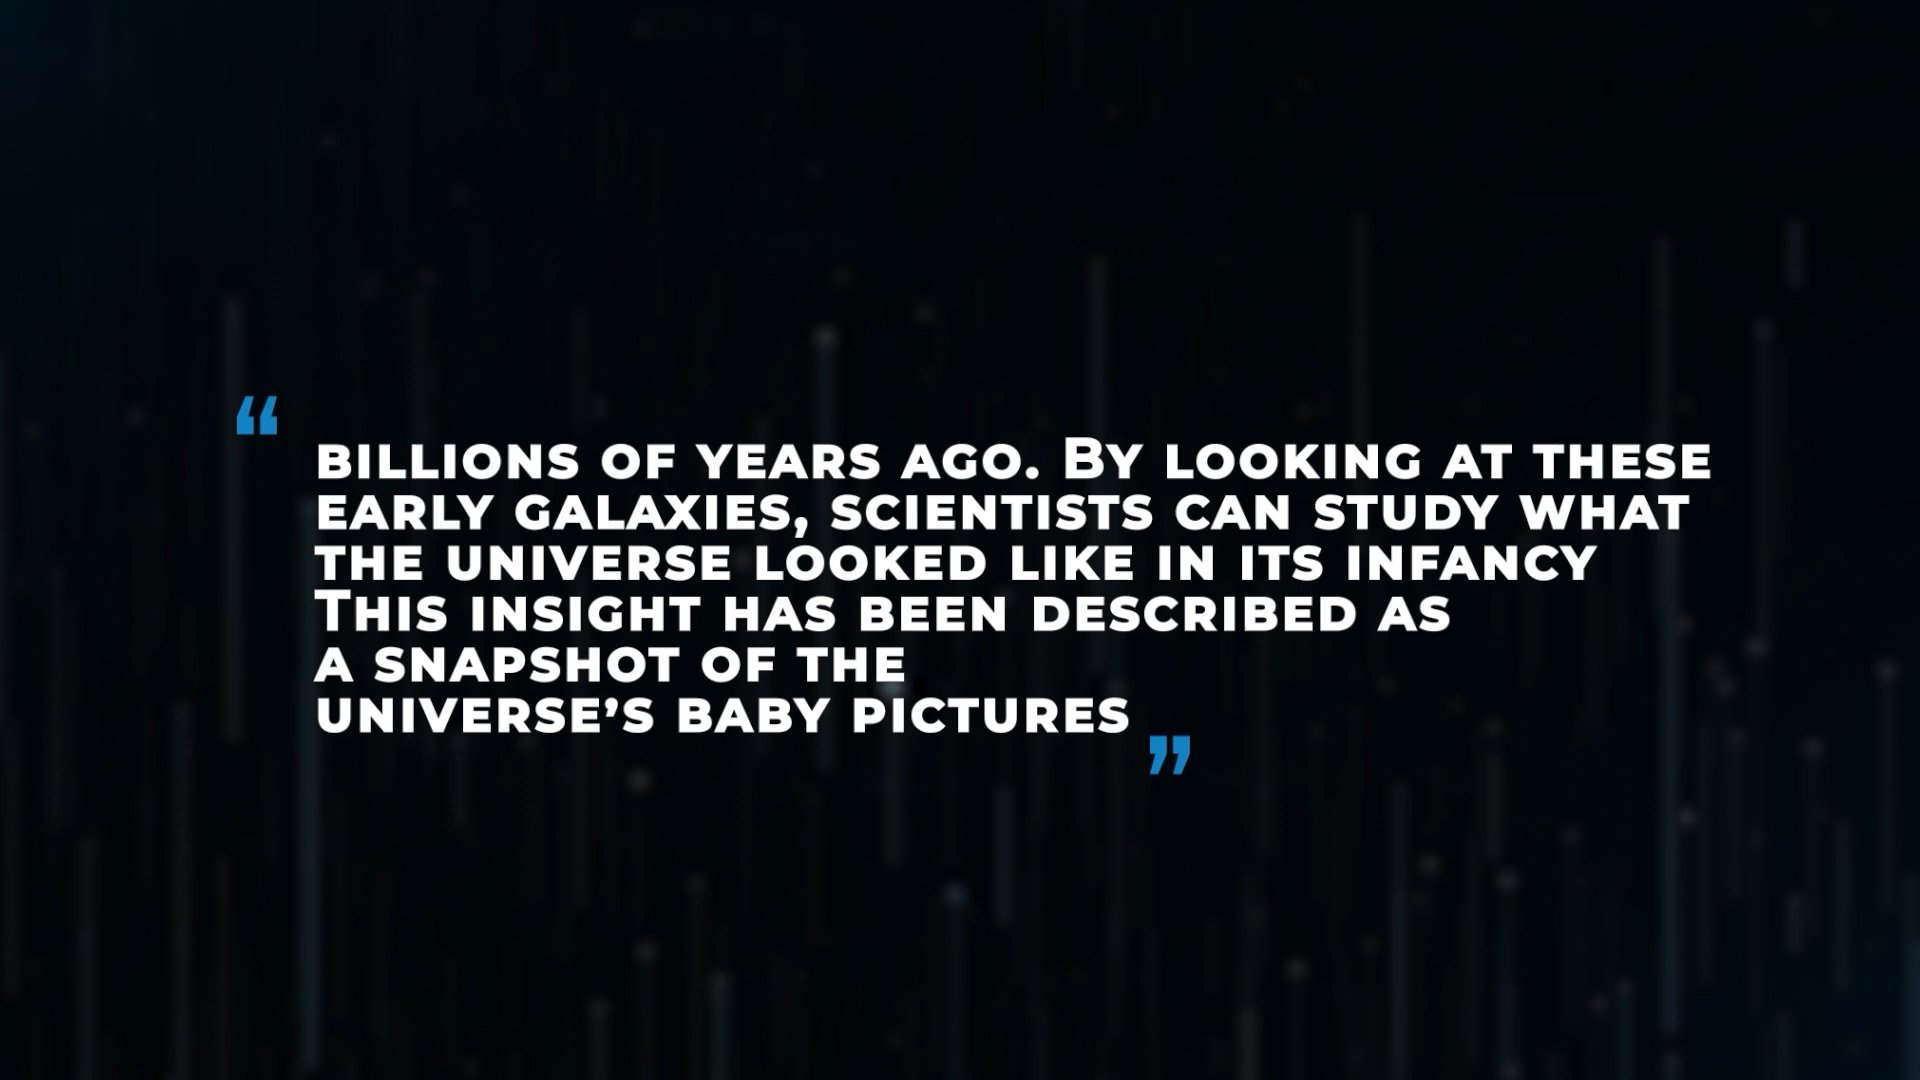 “billions of years ago. By looking at these
early galaxies, scientists can study what
the universe looked like in its infancy
This insight has been described as
a snapshot of the
universe’s baby pictures”